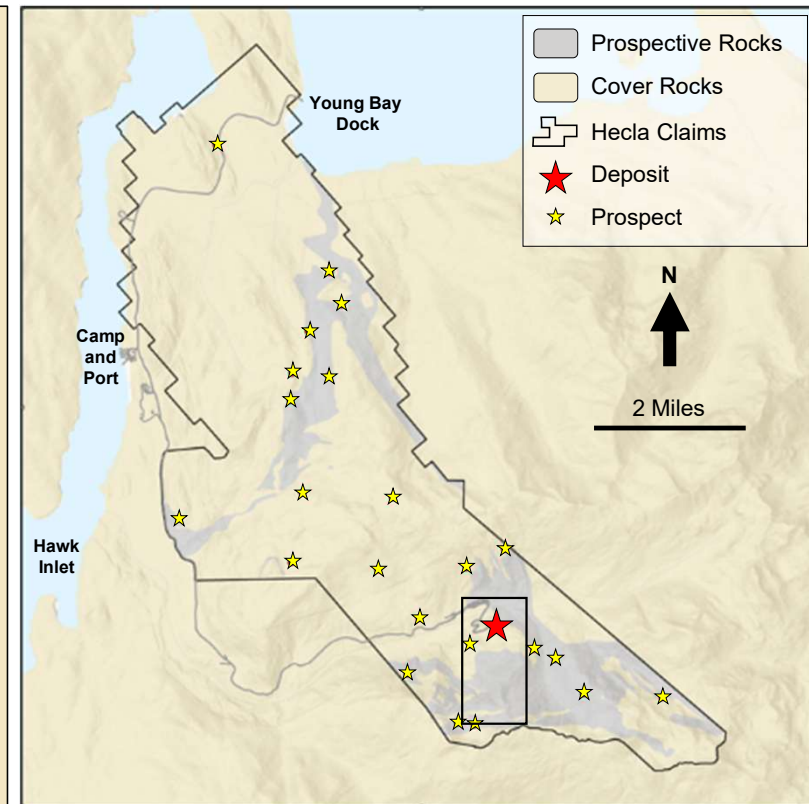 Prospective Rocks
Cover Rocks
Hecla Claims
Deposit
Prospect
Young Bay
Dock
N
2 Miles
Camp
and
Port
Hawk
Inlet